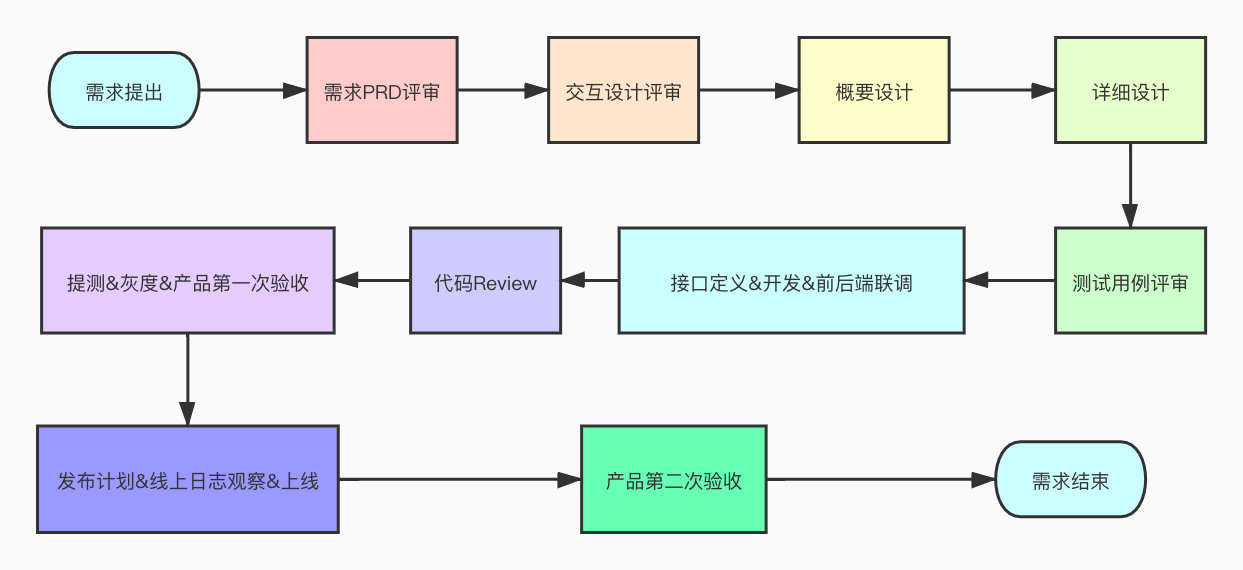 需求提出
需求PRD评审
交互设计评审
概要设计
详细设计
测试用例评审
接口定义&开发&前后端联调
代码Review
提测&灰度&产品第一次验收
发布计划&线上日志观察&上线
产品第二次验收
需求结束